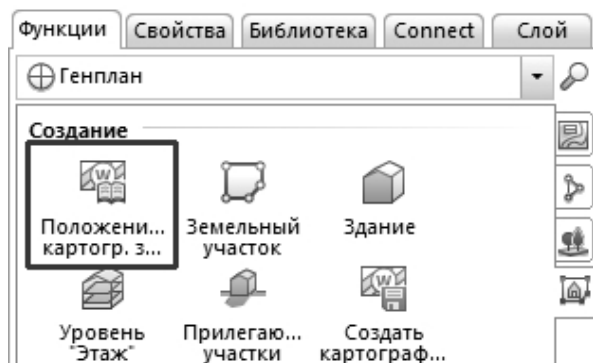 Функции Свойства Библиотека Connect Слой
Генплан
Создание
Положени... Земельный Здание
картогр. з... участок
Уровень Прилегаю... Создать
"Этаж" участки картограф...